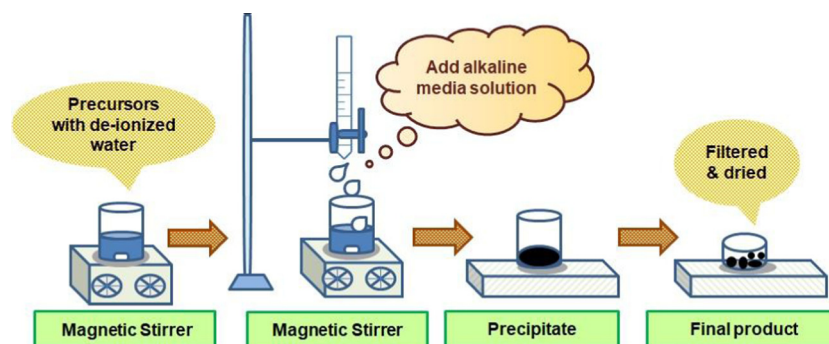 Precursors
with de-ionized
water
Add alkaline
media solution
Filtered
& dried
Magnetic Stirrer
Magnetic Stirrer
Precipitate
Final product